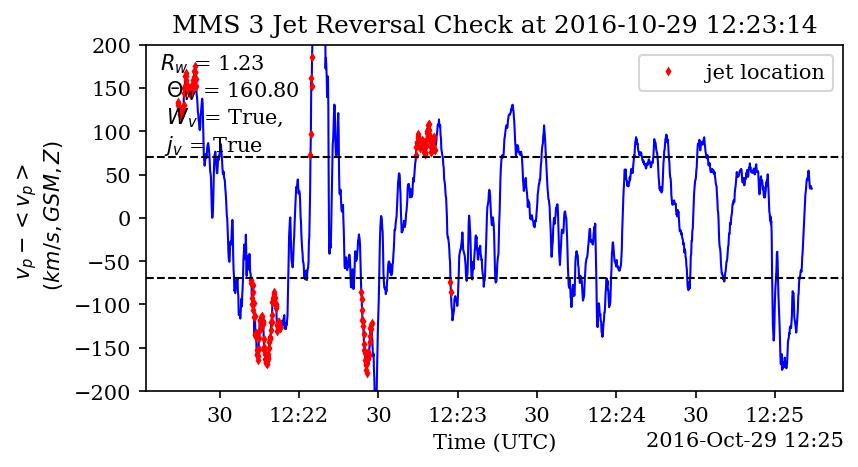 MMS 3 Jet Reversal Check at 2016-10-29 12:23:14
R_w = 1.23
Θ_w = 160.80
W_v = True,
j_v = True
jet location
200
150
100
50
0
−50
−100
−150
−200
v_p − < v_p >
(km/s, GSM, Z)
30 12:22 30 12:23 30 12:24 30 12:25
Time (UTC)
2016-Oct-29 12:25